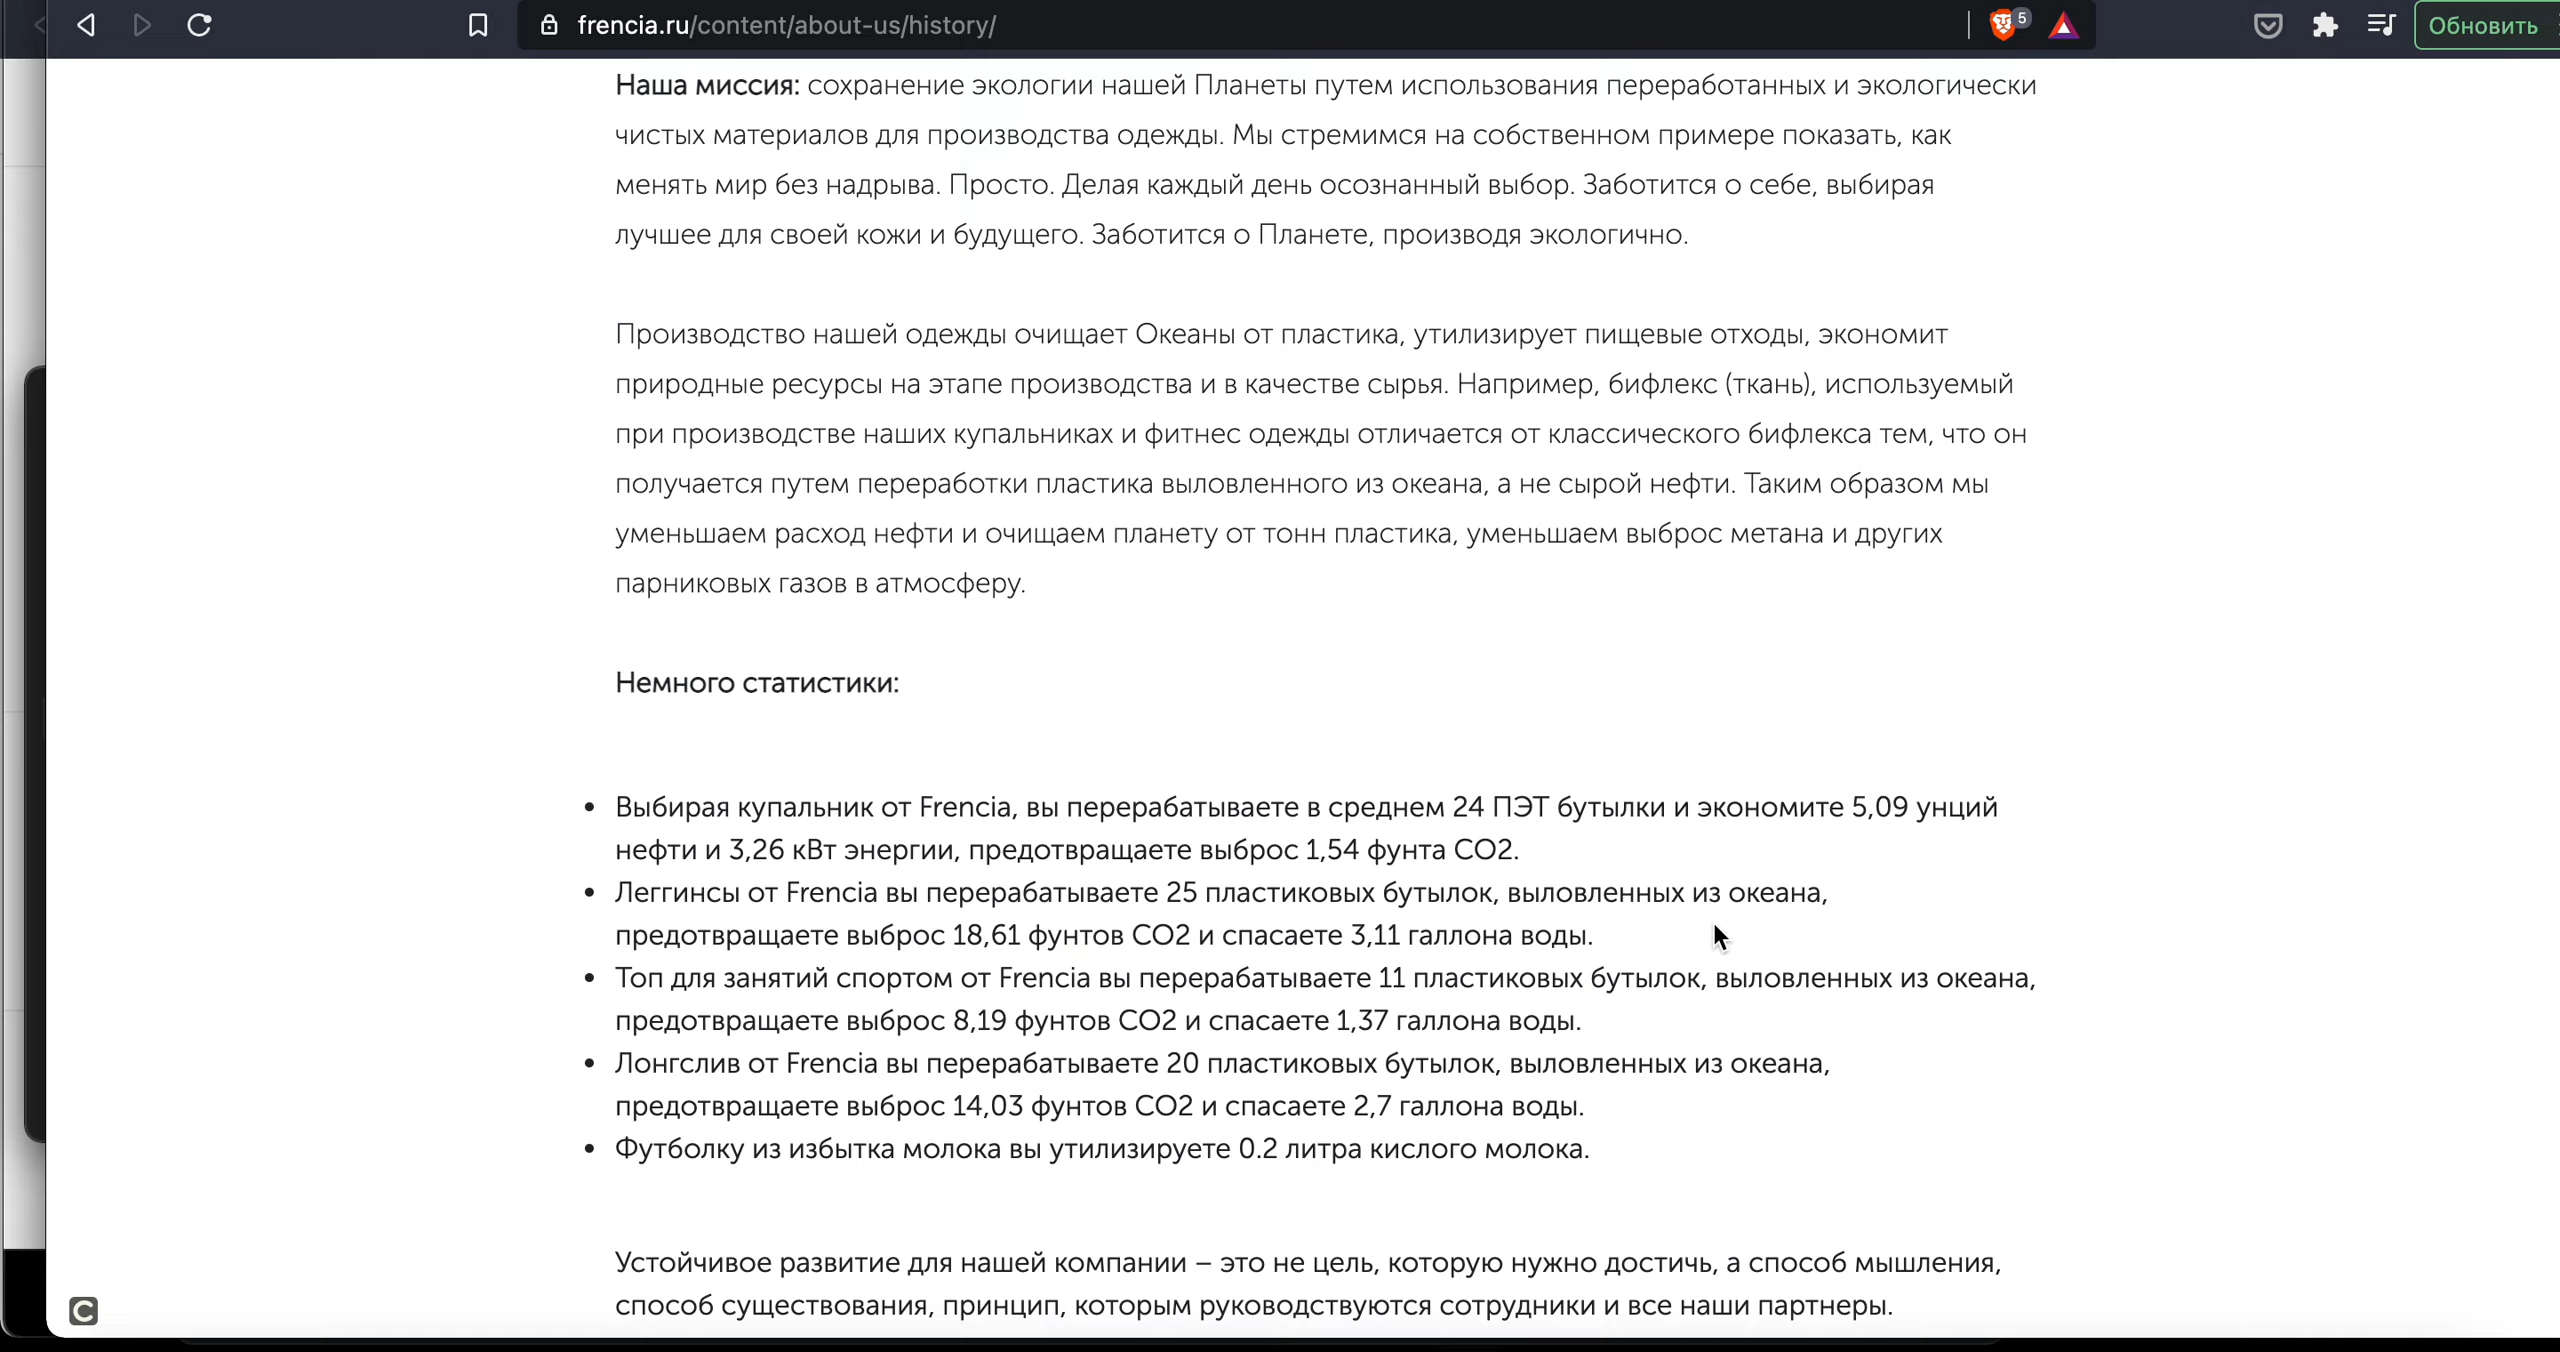 frencia.ru/content/about-us/history/
5
Обновить
Наша миссия: сохранение экологии нашей Планеты путем использования переработанных и экологически
чистых материалов для производства одежды. Мы стремимся на собственном примере показать, как
менять мир без надрыва. Просто. Делая каждый день осознанный выбор. Заботится о себе, выбирая
лучшее для своей кожи и будущего. Заботится о Планете, производя экологично.
Производство нашей одежды очищает Океаны от пластика, утилизирует пищевые отходы, экономит
природные ресурсы на этапе производства и в качестве сырья. Например, бифлекс (ткань), используемый
при производстве наших купальниках и фитнес одежды отличается от классического бифлекса тем, что он
получается путем переработки пластика выловленного из океана, а не сырой нефти. Таким образом мы
уменьшаем расход нефти и очищаем планету от тонн пластика, уменьшаем выброс метана и других
парниковых газов в атмосферу.
Немного статистики:
• Выбирая купальник от Frencia, вы перерабатываете в среднем 24 ПЭТ бутылки и экономите 5,09 унций
нефти и 3,26 кВт энергии, предотвращаете выброс 1,54 фунта СО2.
• Леггинсы от Frencia вы перерабатываете 25 пластиковых бутылок, выловленных из океана,
предотвращаете выброс 18,61 фунтов СО2 и спасаете 3,11 галлона воды.
• Топ для занятий спортом от Frencia вы перерабатываете 11 пластиковых бутылок, выловленных из океана,
предотвращаете выброс 8,19 фунтов СО2 и спасаете 1,37 галлона воды.
• Лонгслив от Frencia вы перерабатываете 20 пластиковых бутылок, выловленных из океана,
предотвращаете выброс 14,03 фунтов СО2 и спасаете 2,7 галлона воды.
• Футболку из избытка молока вы утилизируете 0.2 литра кислого молока.
Устойчивое развитие для нашей компании – это не цель, которую нужно достичь, а способ мышления,
способ существования, принцип, которым руководствуются сотрудники и все наши партнеры.
C